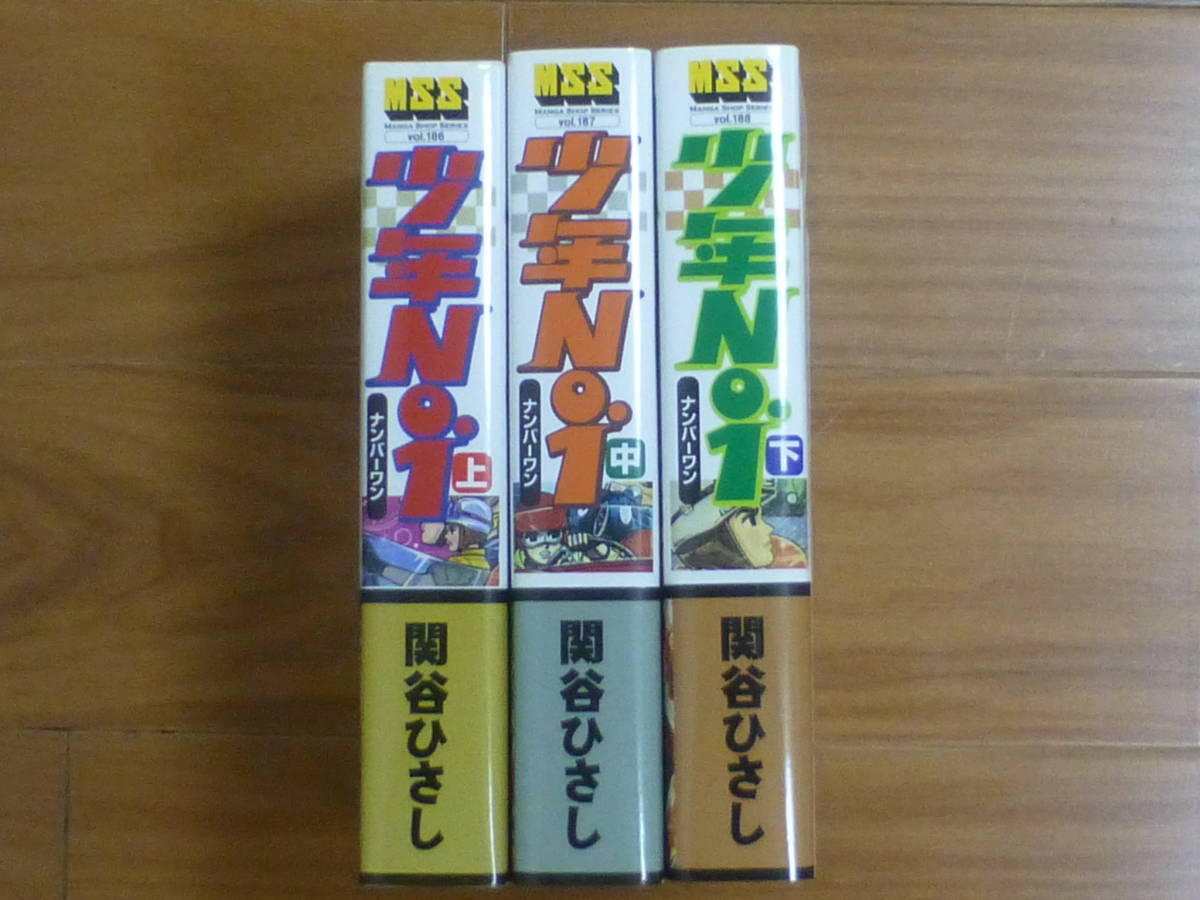 MSS
MANGA SHOP SERIES
vol.186
少年No.1
ナンバーワン
上
関谷ひさし
MSS
MANGA SHOP SERIES
vol.187
少年No.1
ナンバーワン
中
関谷ひさし
MSS
MANGA SHOP SERIES
vol.188
少年No.1
ナンバーワン
下
関谷ひさし